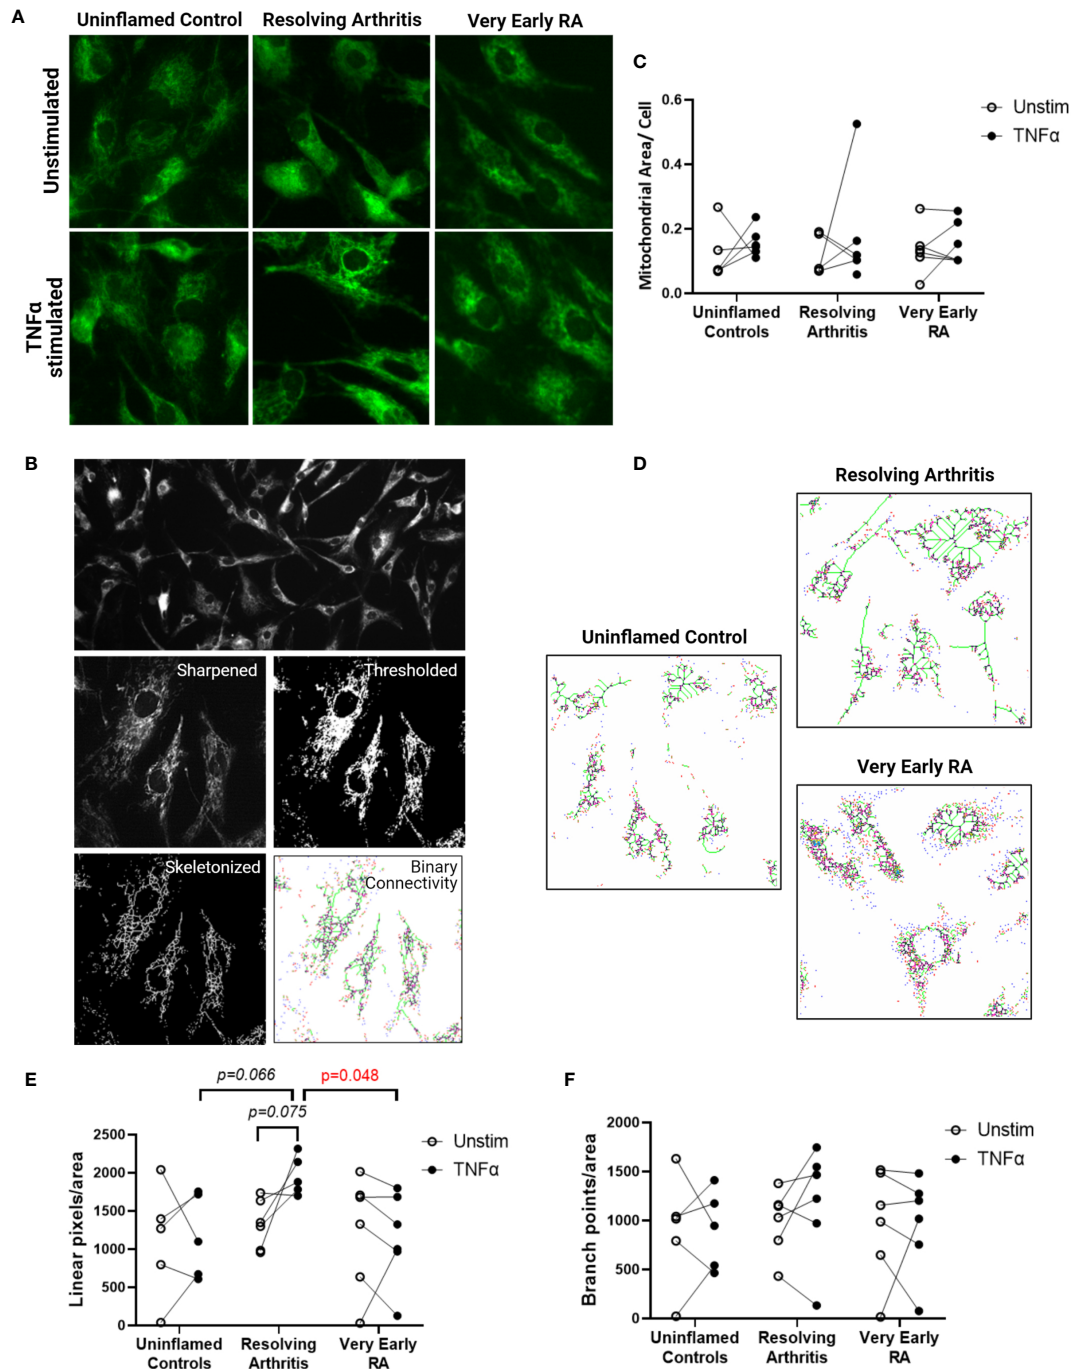 A
Uninflamed Control
Resolving Arthritis
Very Early RA
Unstimulated
TNFα
stimulated
C
Mitochondrial Area/ Cell
0.6
0.4
0.2
0.0
Uninflamed
Controls
Resolving
Arthritis
Very Early
RA
Unstim
TNFα
B
Sharpened
Thresholded
Skeletonized
Binary
Connectivity
D
Resolving Arthritis
Uninflamed Control
Very Early RA
E
p=0.066
p=0.048
p=0.075
Linear pixels/area
2500
2000
1500
1000
500
0
Uninflamed
Controls
Resolving
Arthritis
Very Early
RA
Unstim
TNFα
F
Branch points/area
2000
1500
1000
500
0
Uninflamed
Controls
Resolving
Arthritis
Very Early
RA
Unstim
TNFα